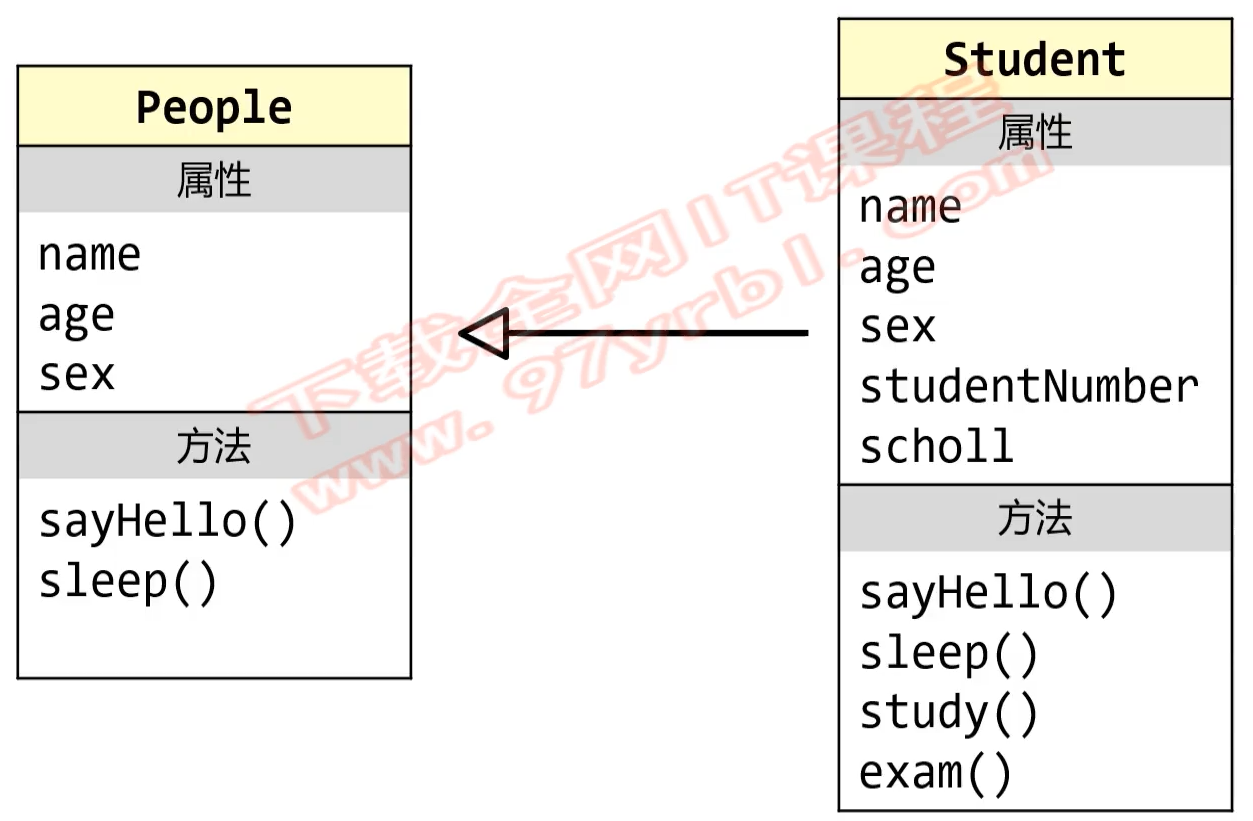 People
属性
name
age
sex
方法
sayHello()
sleep()
Student
属性
name
age
sex
studentNumber
scholl
方法
sayHello()
sleep()
study()
exam()
下载全网IT课程
www.97yrbl.com